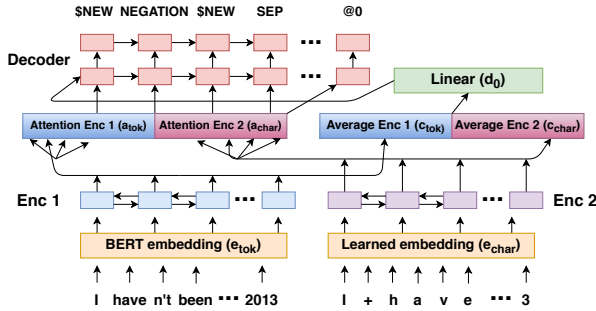 $NEW NEGATION $NEW SEP @0
Decoder
•••
•••
Linear (d0)
Attention Enc 1 (atok) Attention Enc 2 (achar) Average Enc 1 (ctok) Average Enc 2 (cchar)
Enc 1 ••• ••• Enc 2
BERT embedding (etok) Learned embedding (echar)
I have n't been ••• 2013 I + h a v e ••• 3